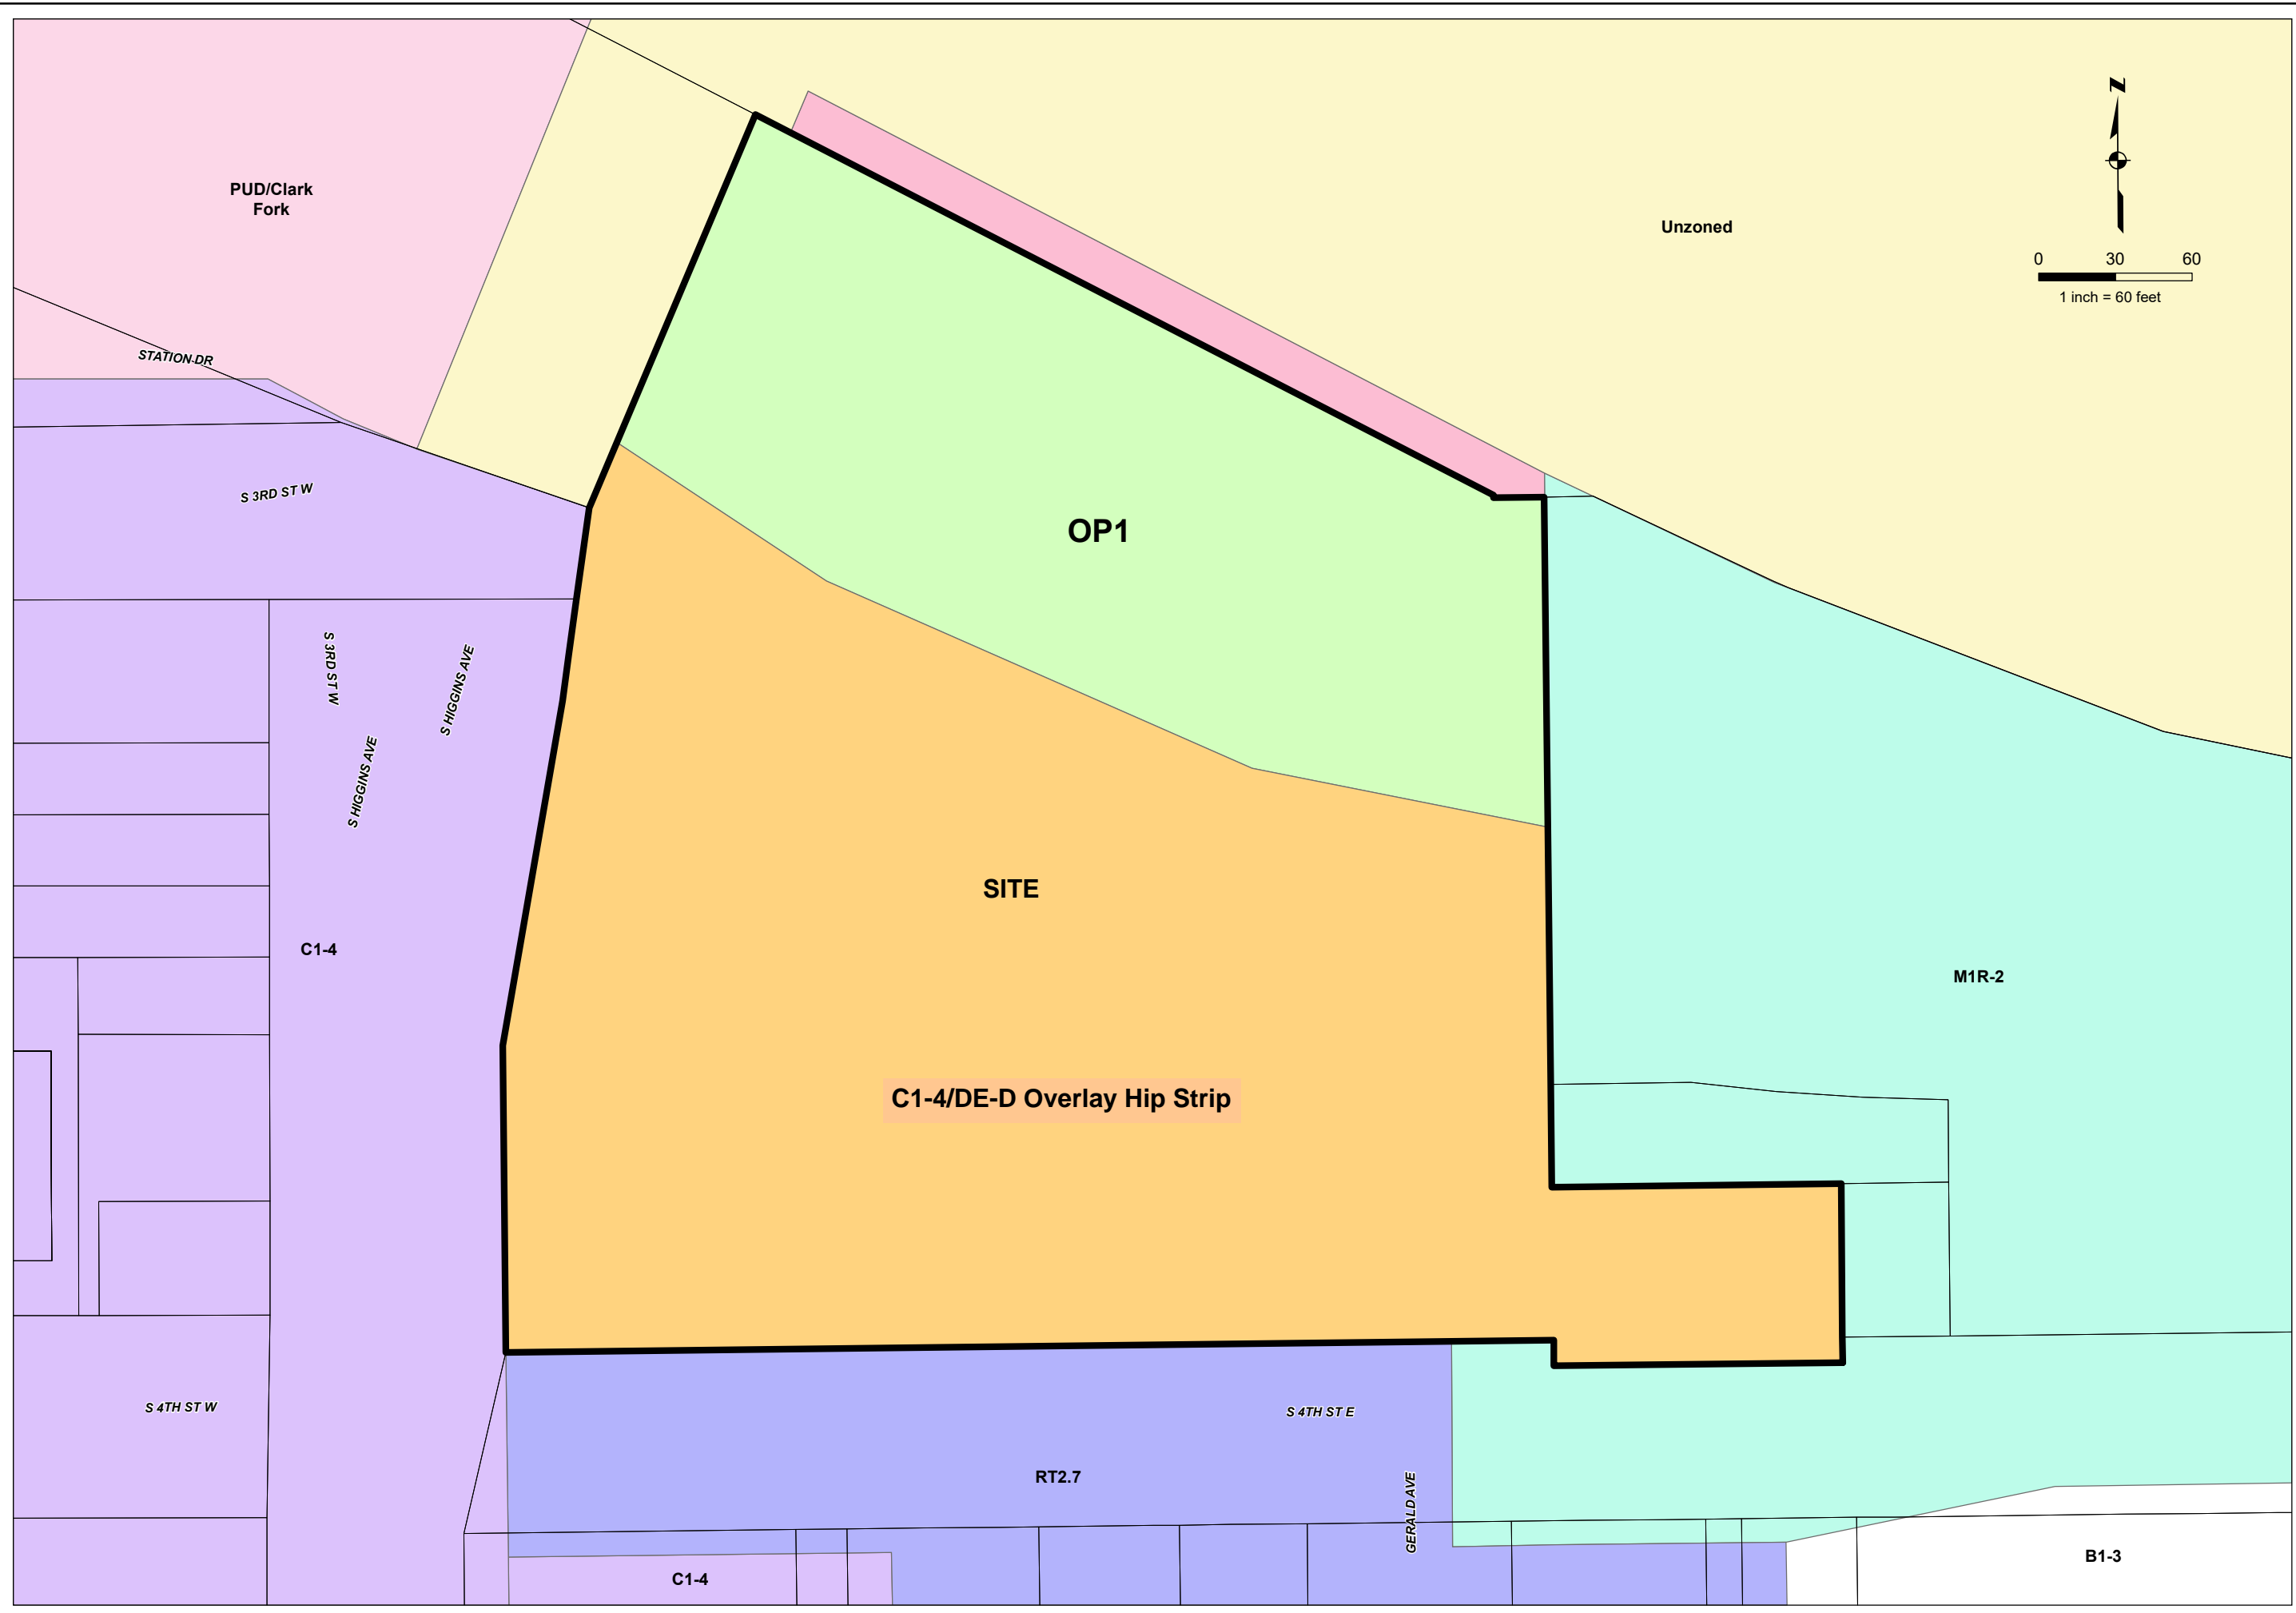 N
PUD/Clark
Fork
Unzoned
0 30 60
1 inch = 60 feet
STATION DR
S 3RD ST W
OP1
S 3RD ST W
S HIGGINS AVE
S HIGGINS AVE
SITE
C1-4
M1R-2
C1-4/DE-D Overlay Hip Strip
S 4TH ST W
S 4TH ST E
RT2.7
GERALD AVE
C1-4
B1-3